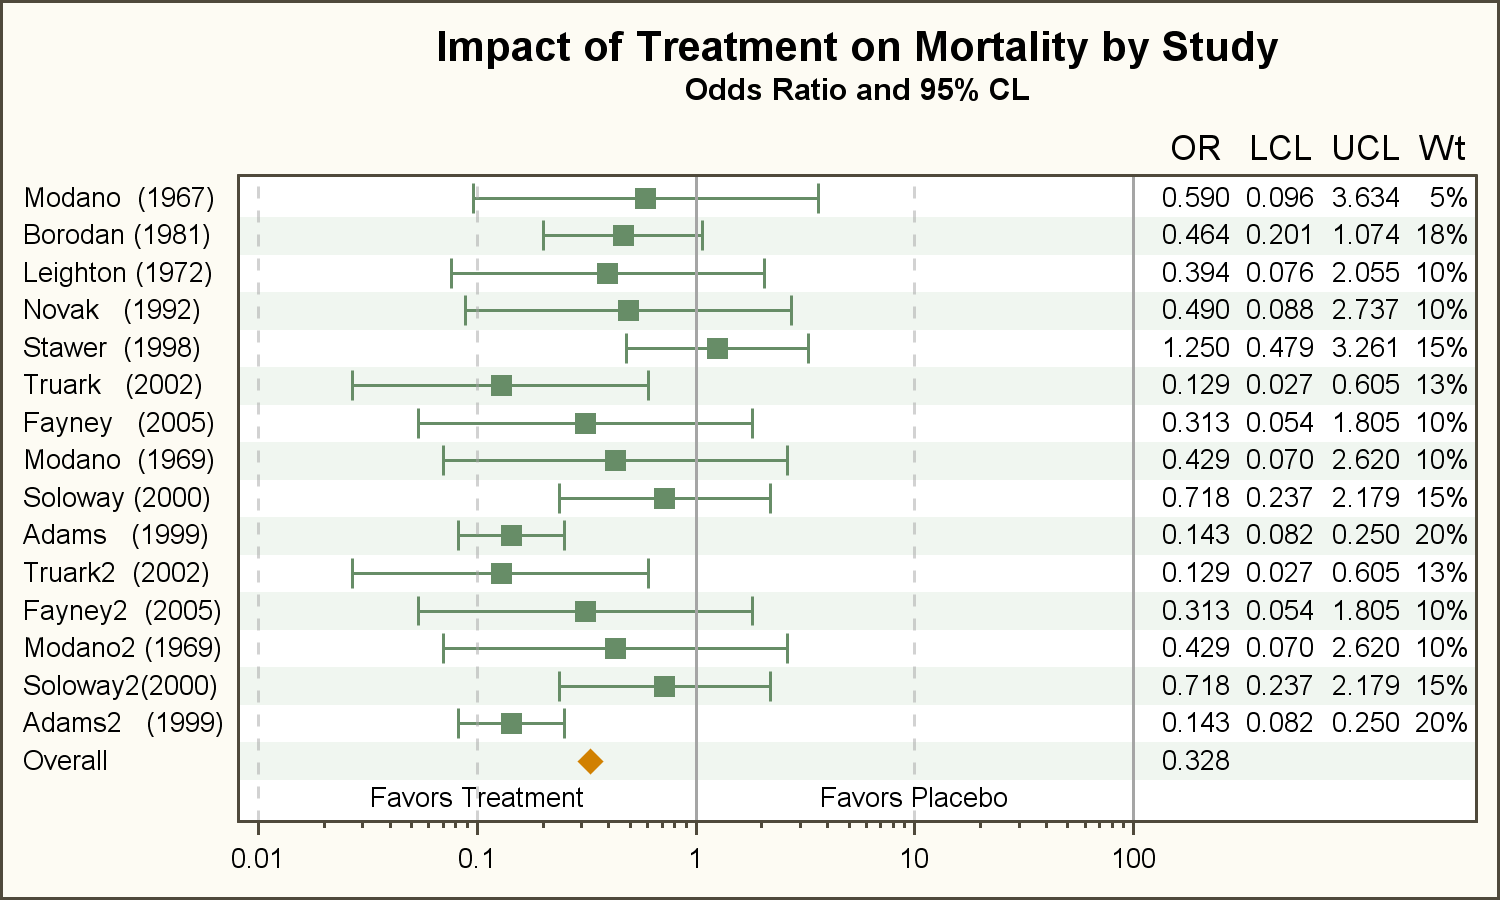 Impact of Treatment on Mortality by Study
Odds Ratio and 95% CL
OR LCL UCL Wt
Modano (1967) 0.590 0.096 3.634 5%
Borodan (1981) 0.464 0.201 1.074 18%
Leighton (1972) 0.394 0.076 2.055 10%
Novak (1992) 0.490 0.088 2.737 10%
Stawer (1998) 1.250 0.479 3.261 15%
Truark (2002) 0.129 0.027 0.605 13%
Fayney (2005) 0.313 0.054 1.805 10%
Modano (1969) 0.429 0.070 2.620 10%
Soloway (2000) 0.718 0.237 2.179 15%
Adams (1999) 0.143 0.082 0.250 20%
Truark2 (2002) 0.129 0.027 0.605 13%
Fayney2 (2005) 0.313 0.054 1.805 10%
Modano2 (1969) 0.429 0.070 2.620 10%
Soloway2(2000) 0.718 0.237 2.179 15%
Adams2 (1999) 0.143 0.082 0.250 20%
Overall 0.328
Favors Treatment Favors Placebo
0.01 0.1 1 10 100